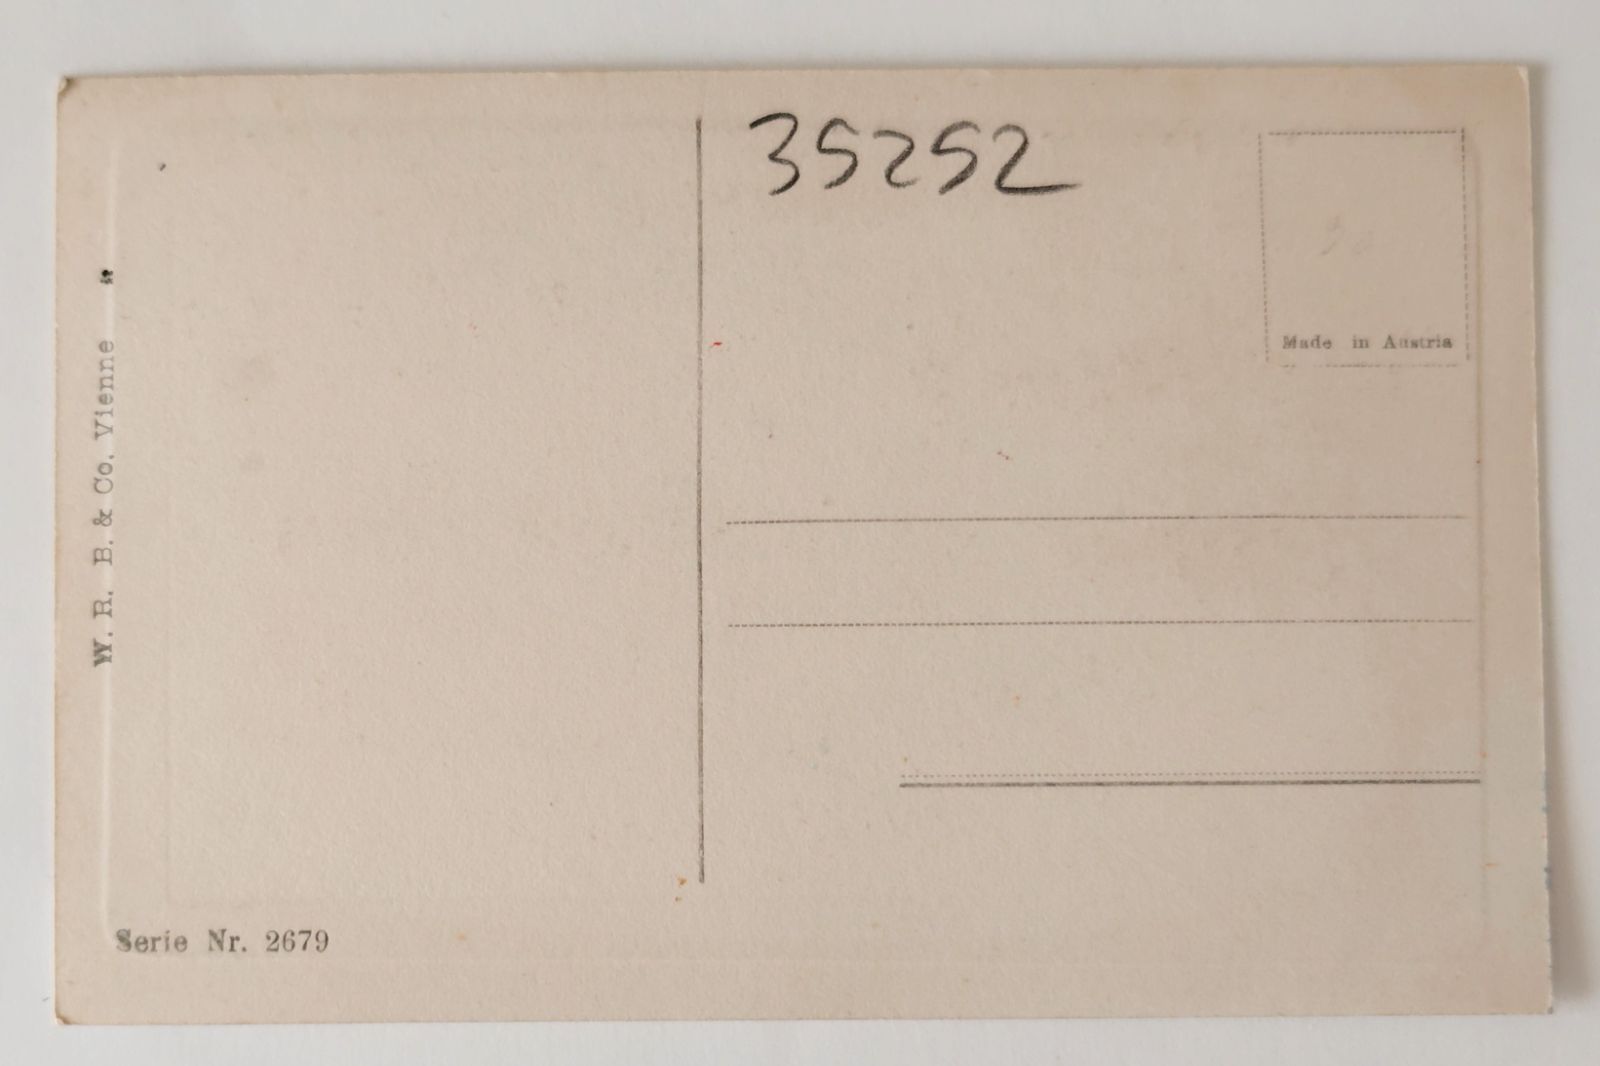 35252
Made in Austria
W. R. B. & Co. Vienne
Serie Nr. 2679